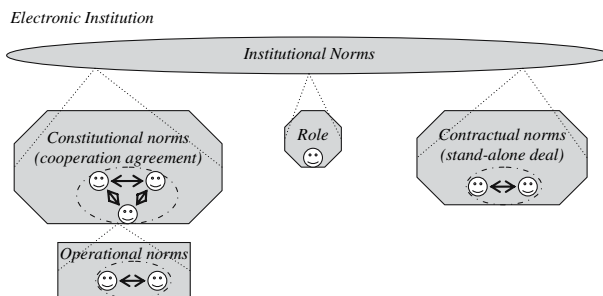 Electronic Institution
Institutional Norms
Constitutional norms
(cooperation agreement)
Role
Contractual norms
(stand-alone deal)
Operational norms